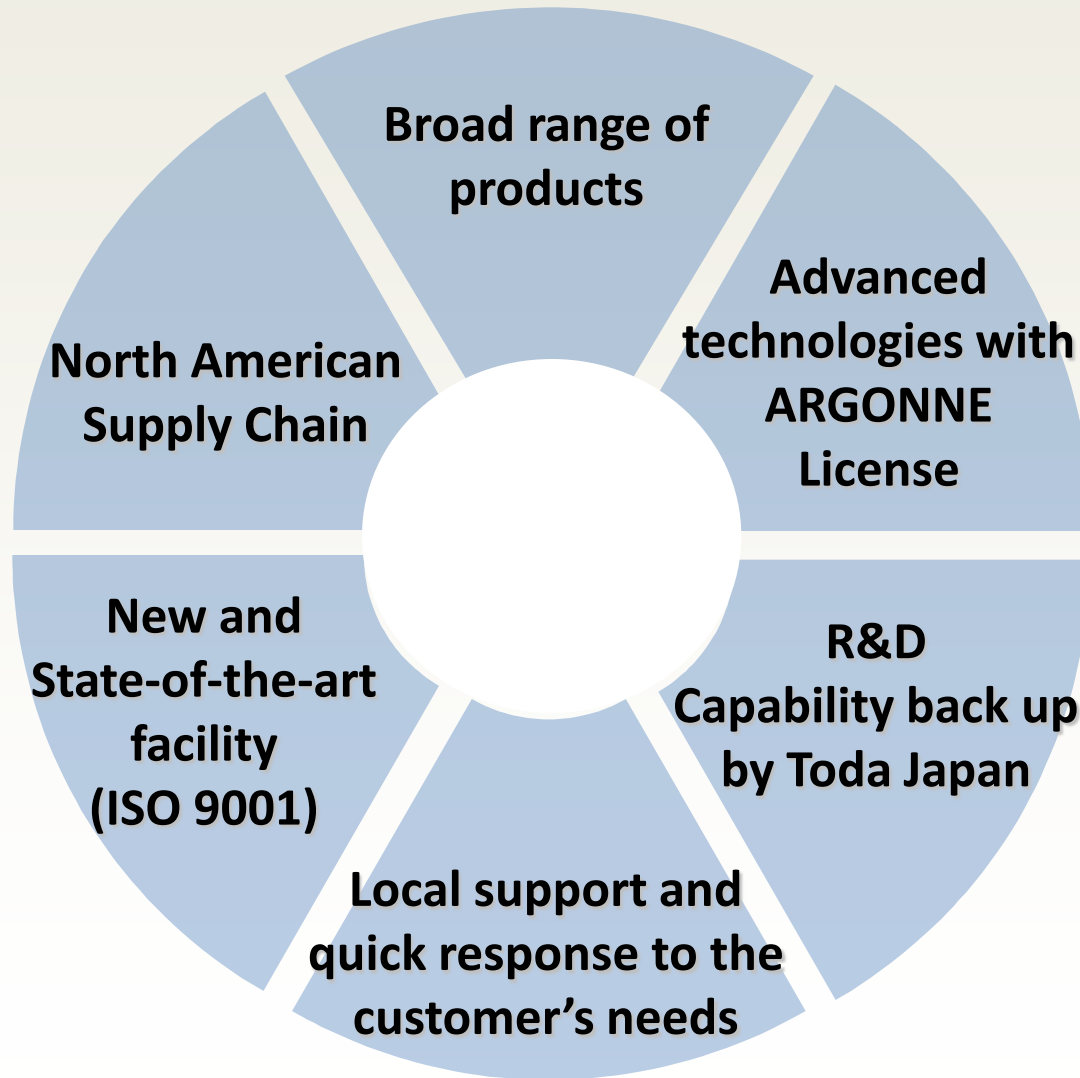 Broad range of
products
Advanced
technologies with
ARGONNE
License
R&D
Capability back up
by Toda Japan
Local support and
quick response to the
customer’s needs
New and
State-of-the-art
facility
(ISO 9001)
North American
Supply Chain